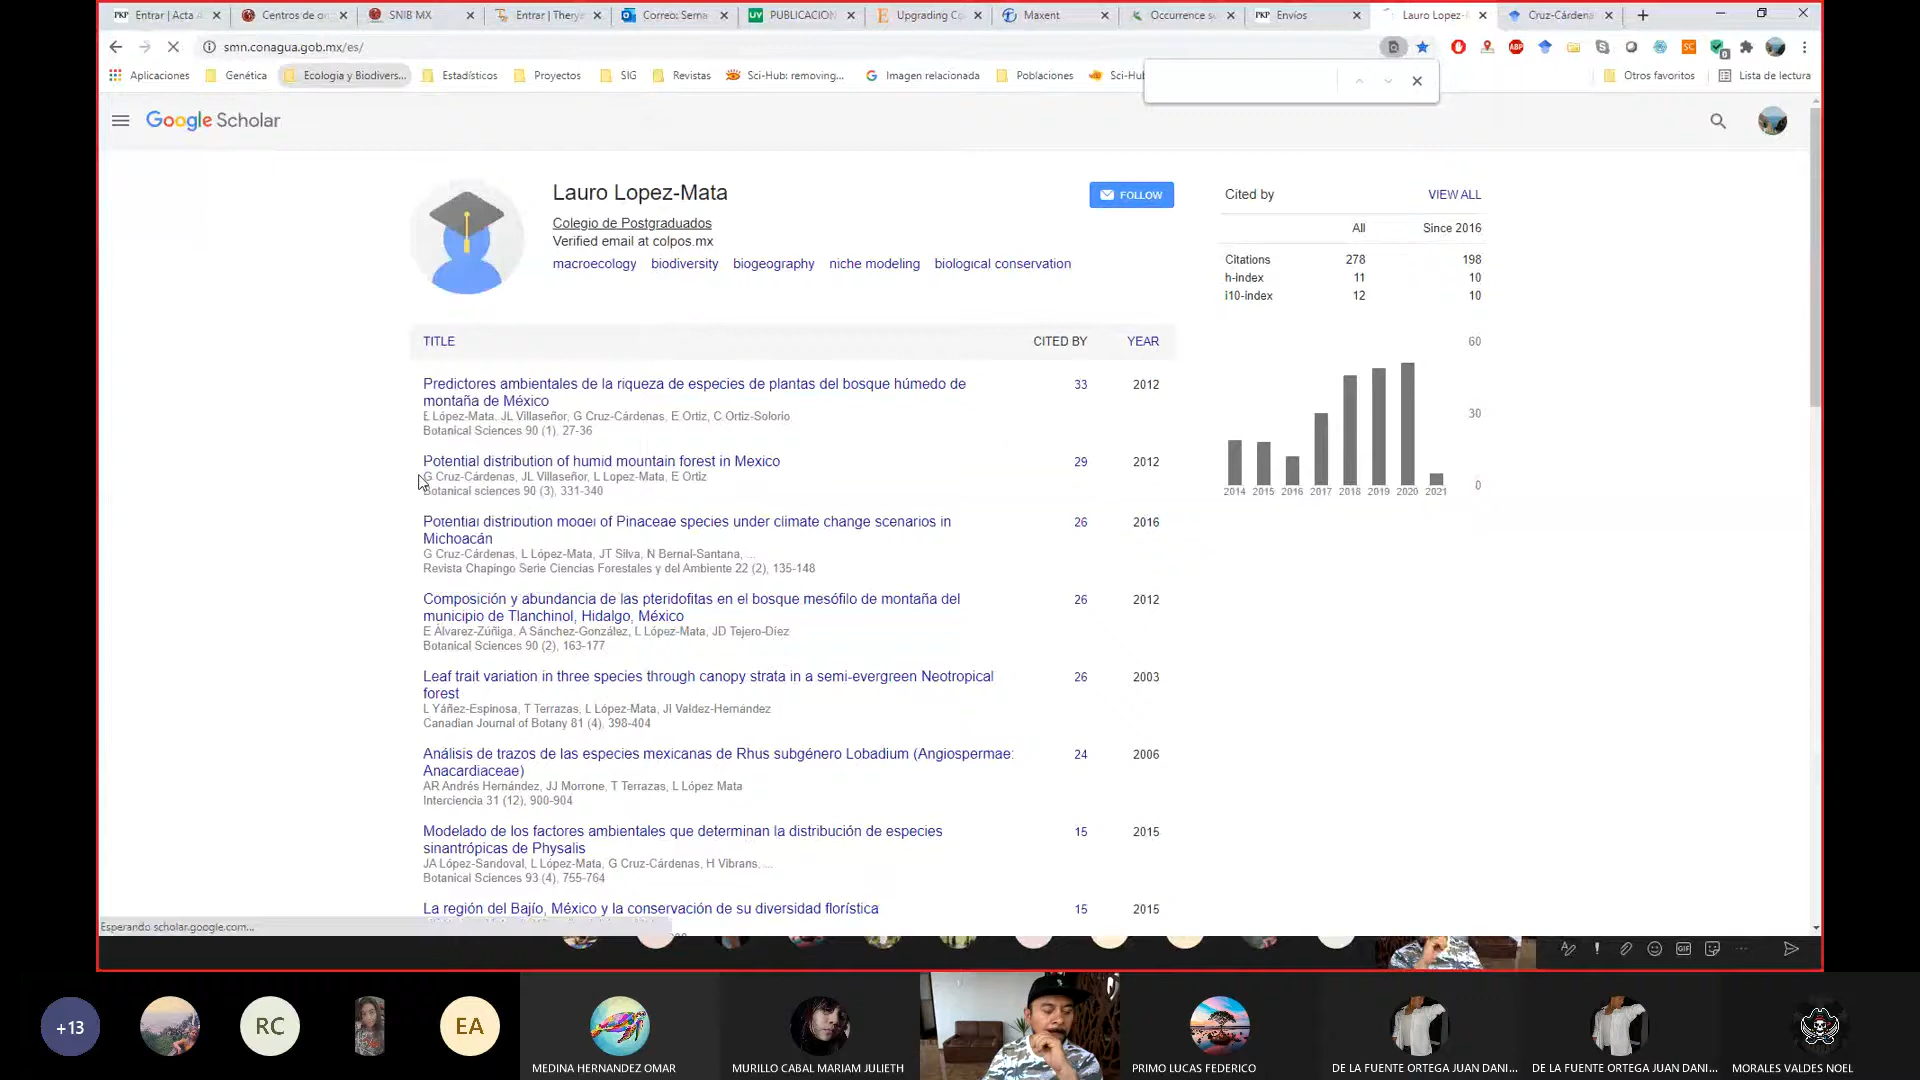 Entrar | Acta
Centros de
SNIB MX
Entrar | Therya
Correo: Serna
PUBLICACION
Upgrading Co
Maxent
Occurrence s
PKP Envíos
Lauro Lopez-
Cruz-Cárdena
smn.conagua.gob.mx/es/
Aplicaciones
Genética
Ecologia y Biodivers...
Estadísticos
Proyectos
SIG
Revistas
Sci-Hub: removing...
Imagen relacionada
Poblaciones
Sci-Hu
Otros favoritos
Lista de lectura
Google Scholar
Lauro Lopez-Mata
FOLLOW
Colegio de Postgraduados
Verified email at colpos.mx
macroecology biodiversity biogeography niche modeling biological conservation
Cited by VIEW ALL
All Since 2016
Citations 278 198
h-index 11 10
i10-index 12 10
60
30
0
2014 2015 2016 2017 2018 2019 2020 2021
TITLE CITED BY YEAR
Predictores ambientales de la riqueza de especies de plantas del bosque húmedo de 33 2012
montaña de México
L López-Mata, JL Villaseñor, G Cruz-Cárdenas, E Ortiz, C Ortiz-Solorio
Botanical Sciences 90 (1), 27-36
Potential distribution of humid mountain forest in Mexico 29 2012
G Cruz-Cárdenas, JL Villaseñor, L Lopez-Mata, E Ortiz
Botanical sciences 90 (3), 331-340
Potential distribution model of Pinaceae species under climate change scenarios in 26 2016
Michoacán
G Cruz-Cárdenas, L López-Mata, JT Silva, N Bernal-Santana, ...
Revista Chapingo Serie Ciencias Forestales y del Ambiente 22 (2), 135-148
Composición y abundancia de las pteridofitas en el bosque mesófilo de montaña del 26 2012
municipio de Tlanchinol, Hidalgo, México
E Álvarez-Zúñiga, A Sánchez-González, L López-Mata, JD Tejero-Díez
Botanical Sciences 90 (2), 163-177
Leaf trait variation in three species through canopy strata in a semi-evergreen Neotropical 26 2003
forest
L Yáñez-Espinosa, T Terrazas, L López-Mata, JI Valdez-Hernández
Canadian Journal of Botany 81 (4), 398-404
Análisis de trazos de las especies mexicanas de Rhus subgénero Lobadium (Angiospermae: 24 2006
Anacardiaceae)
AR Andrés Hernández, JJ Morrone, T Terrazas, L López Mata
Interciencia 31 (12), 900-904
Modelado de los factores ambientales que determinan la distribución de especies 15 2015
sinantrópicas de Physalis
JA López-Sandoval, L López-Mata, G Cruz-Cárdenas, H Vibrans, ...
Botanical Sciences 93 (4), 755-764
La región del Bajío, México y la conservación de su diversidad florística 15 2015
Esperando scholar.google.com...
+13
RC
EA
MEDINA HERNANDEZ OMAR
MURILLO CABAL MARIAM JULIETH
PRIMO LUCAS FEDERICO
DE LA FUENTE ORTEGA JUAN DANI...
DE LA FUENTE ORTEGA JUAN DANI...
MORALES VALDES NOEL